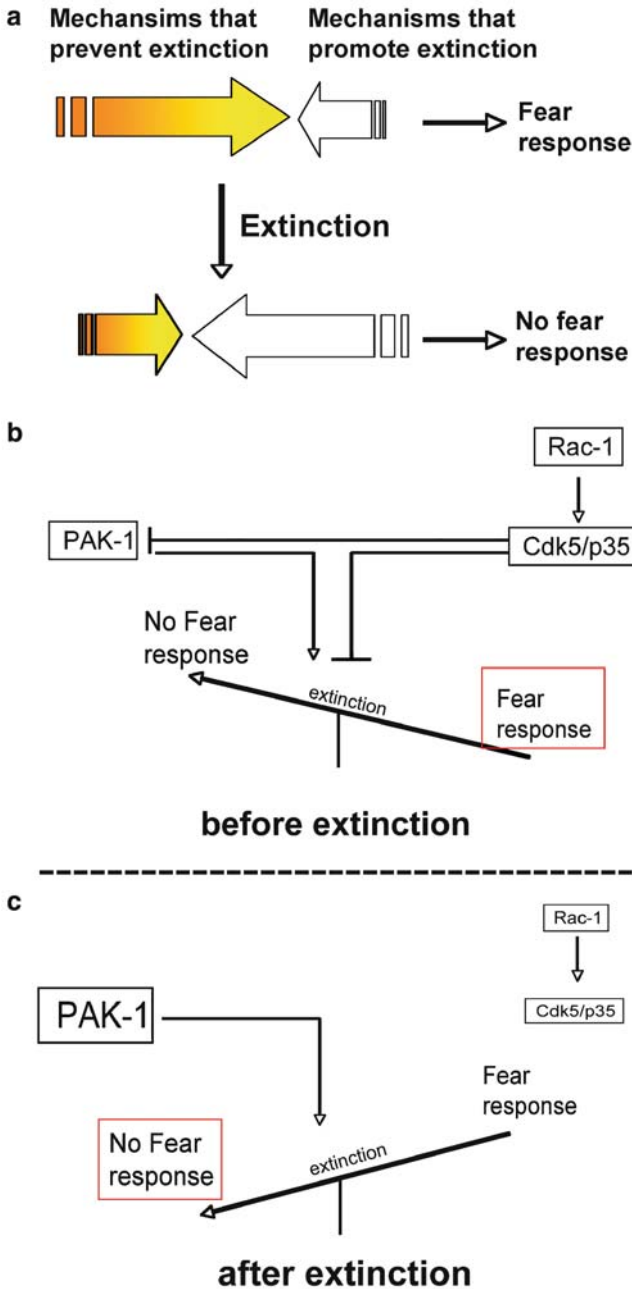 a
Mechansims that
prevent extinction
Mechanisms that
promote extinction
Fear
response
Extinction
No fear
response
b
Rac-1
PAK-1
Cdk5/p35
No Fear
response
extinction
Fear
response
before extinction
c
Rac-1
PAK-1
Cdk5/p35
Fear
response
No Fear
response
extinction
after extinction